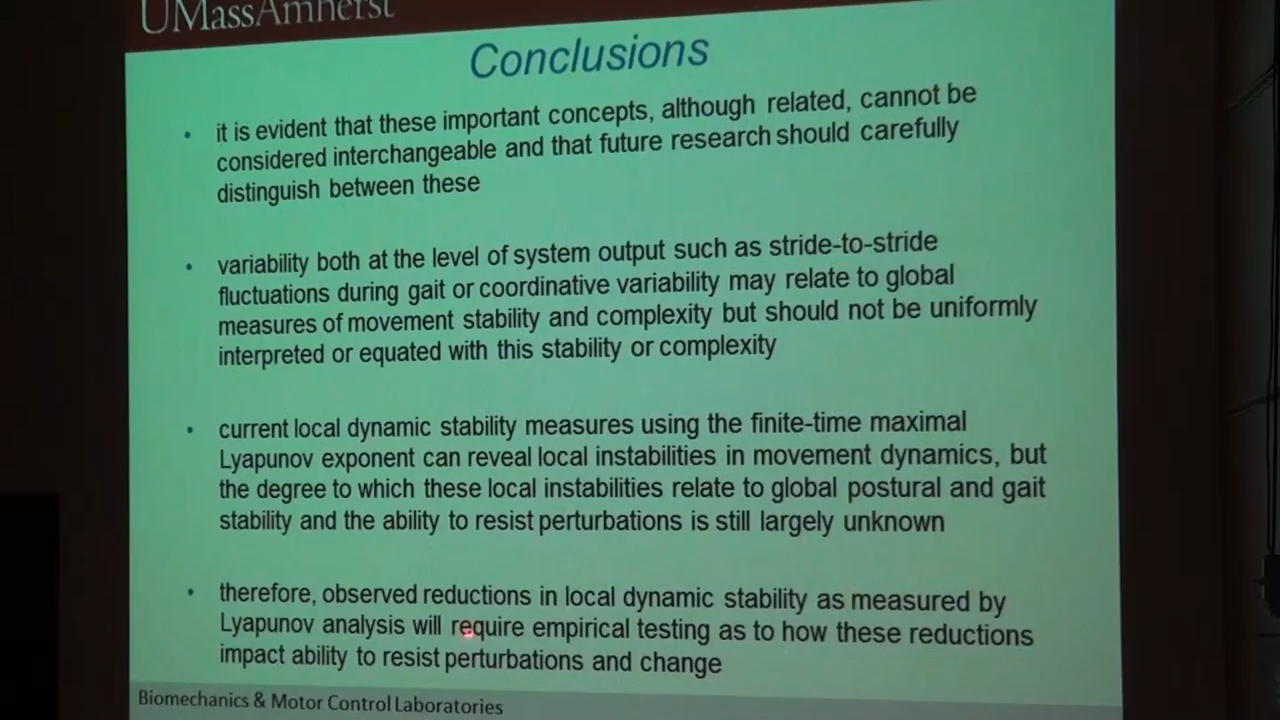 UMassAmherst
Conclusions
• it is evident that these important concepts, although related, cannot be
considered interchangeable and that future research should carefully
distinguish between these
• variability both at the level of system output such as stride-to-stride
fluctuations during gait or coordinative variability may relate to global
measures of movement stability and complexity but should not be uniformly
interpreted or equated with this stability or complexity
• current local dynamic stability measures using the finite-time maximal
Lyapunov exponent can reveal local instabilities in movement dynamics, but
the degree to which these local instabilities relate to global postural and gait
stability and the ability to resist perturbations is still largely unknown
• therefore, observed reductions in local dynamic stability as measured by
Lyapunov analysis will require empirical testing as to how these reductions
impact ability to resist perturbations and change
Biomechanics & Motor Control Laboratories